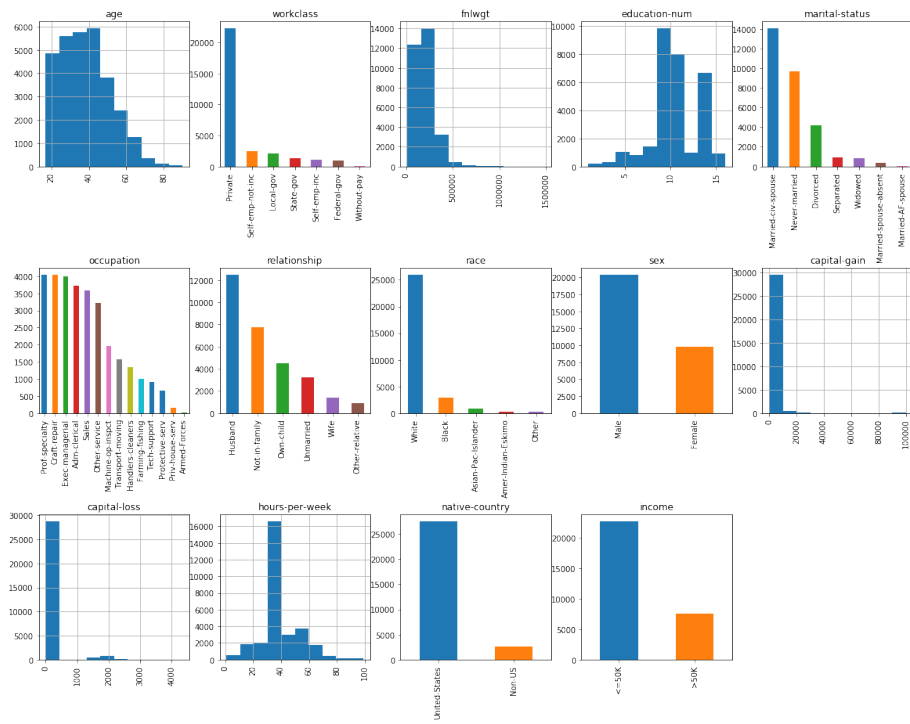 age
6000
5000
4000
3000
2000
1000
0
20
40
60
80
workclass
20000
15000
10000
5000
0
Private
Self-emp-not-inc
Local-gov
State-gov
Self-emp-inc
Federal-gov
Without-pay
fnlwgt
14000
12000
10000
8000
6000
4000
2000
0
0
500000
1000000
1500000
education-num
10000
8000
6000
4000
2000
0
5
10
15
marital-status
14000
12000
10000
8000
6000
4000
2000
0
Married-civ-spouse
Never-married
Divorced
Separated
Widowed
Married-spouse-absent
Married-AF-spouse
occupation
4000
3500
3000
2500
2000
1500
1000
500
0
Prof-specialty
Craft-repair
Exec-managerial
Adm-clerical
Sales
Other-service
Machine-op-inspct
Transport-moving
Handlers-cleaners
Farming-fishing
Tech-support
Protective-serv
Priv-house-serv
Armed-Forces
relationship
12000
10000
8000
6000
4000
2000
0
Husband
Not-in-family
Own-child
Unmarried
Wife
Other-relative
race
25000
20000
15000
10000
5000
0
White
Black
Asian-Pac-Islander
Amer-Indian-Eskimo
Other
sex
20000
17500
15000
12500
10000
7500
5000
2500
0
Male
Female
capital-gain
30000
25000
20000
15000
10000
5000
0
0
20000
40000
60000
80000
100000
capital-loss
30000
25000
20000
15000
10000
5000
0
0
1000
2000
3000
4000
hours-per-week
16000
14000
12000
10000
8000
6000
4000
2000
0
0
20
40
60
80
100
native-country
25000
20000
15000
10000
5000
0
United-States
Non-US
income
20000
15000
10000
5000
0
<=50K
>50K